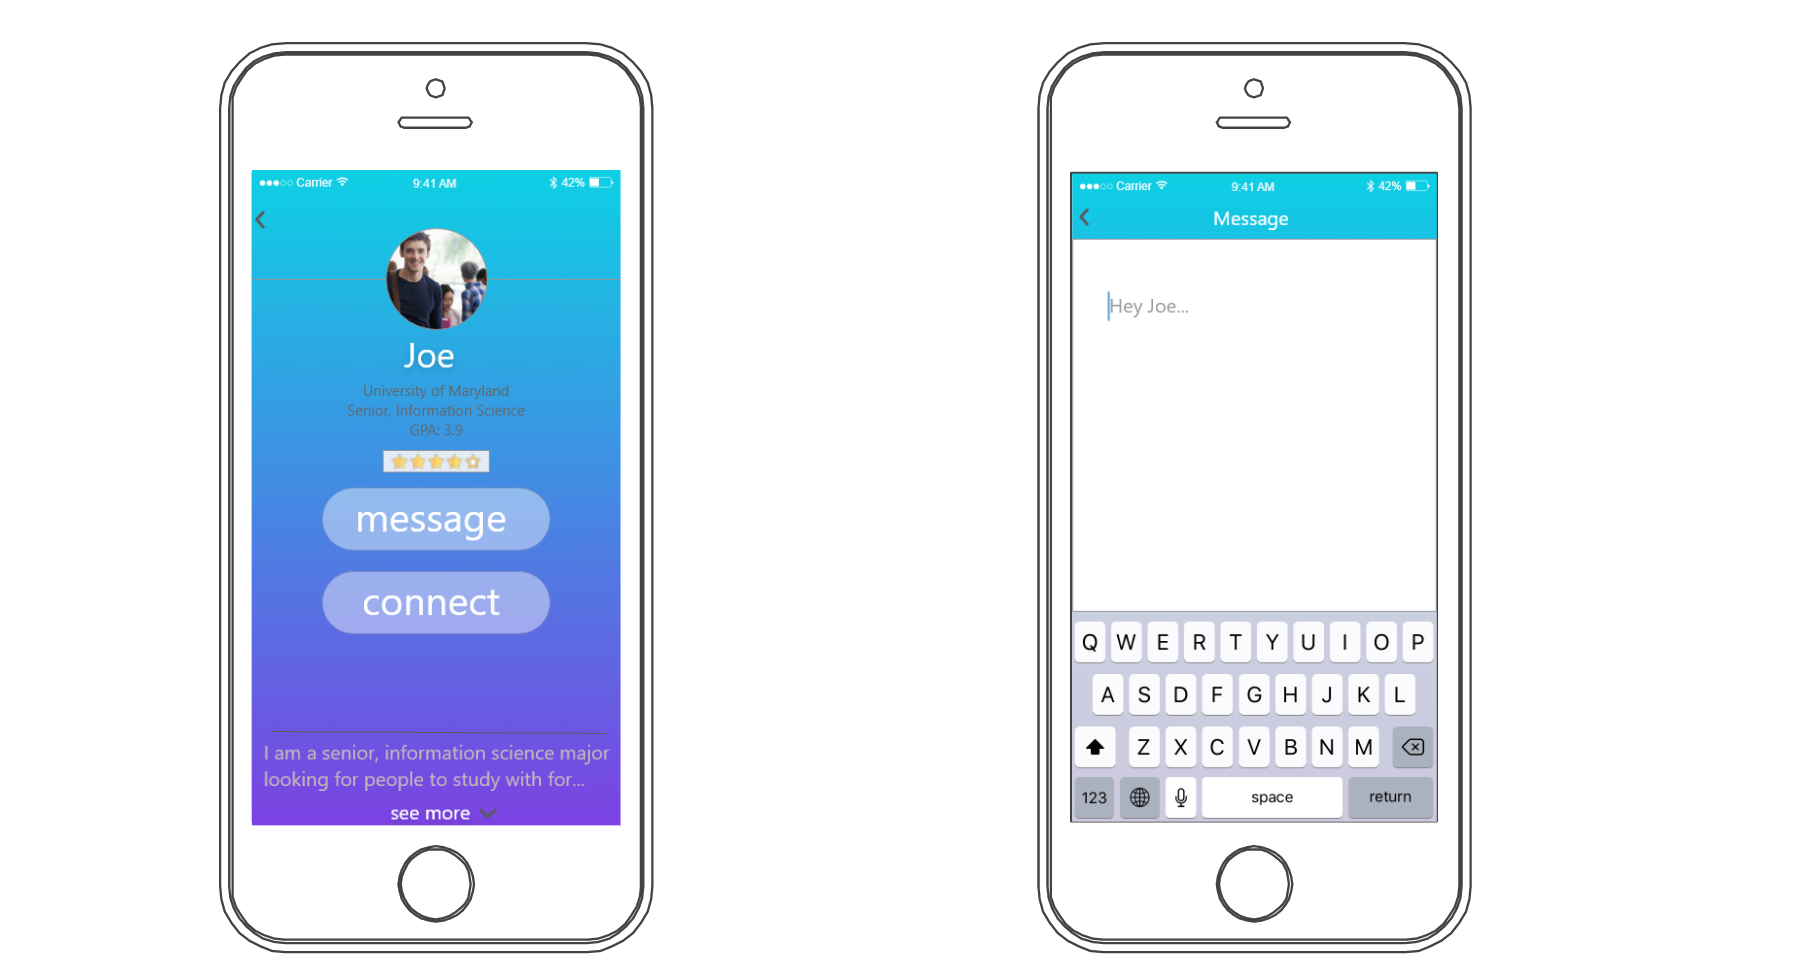 Carrier 9:41 AM 42%
Joe
University of Maryland
Senior, Information Science
GPA: 3.9
message
connect
I am a senior, information science major
looking for people to study with for...
see more
Carrier 9:41 AM 42%
Message
Hey Joe...
Q W E R T Y U I O P
A S D F G H J K L
Z X C V B N M
123 space return